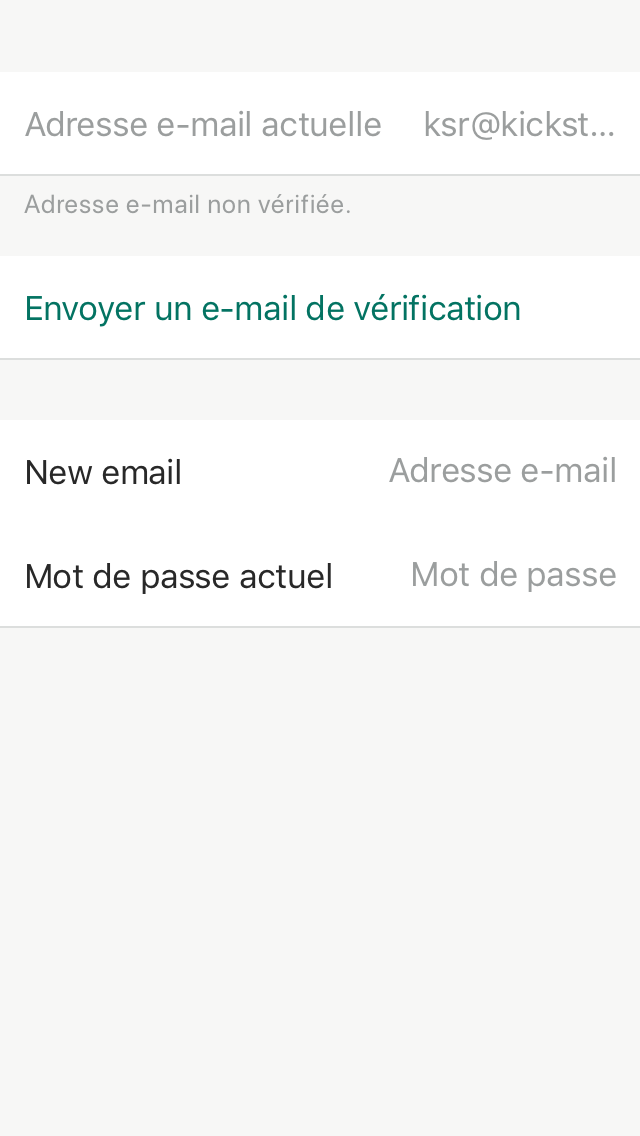 Adresse e-mail actuelle ksr@kickst...
Adresse e-mail non vérifiée.
Envoyer un e-mail de vérification
New email Adresse e-mail
Mot de passe actuel Mot de passe